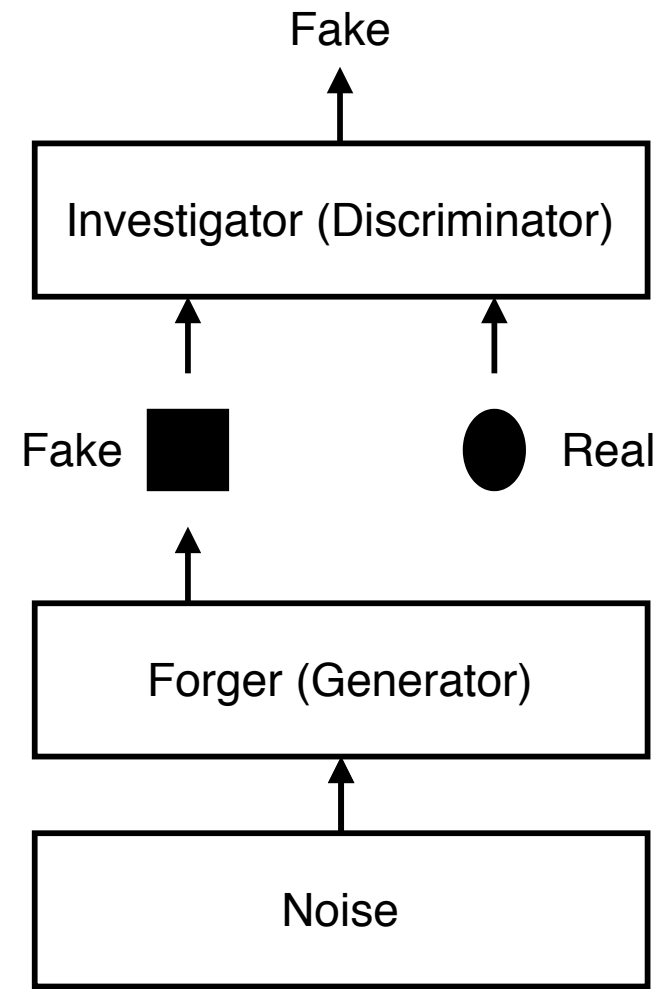 Fake
Investigator (Discriminator)
Fake
Real
Forger (Generator)
Noise